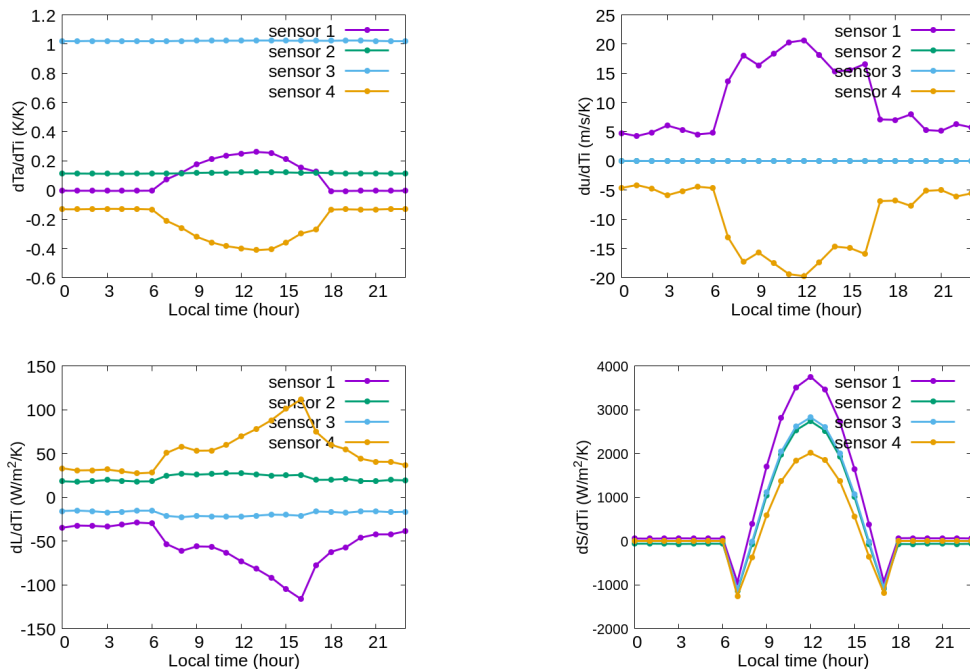 1.2
1
0.8
0.6
0.4
0.2
0
-0.2
-0.4
-0.6
dTa/dTi (K/K)
sensor 1
sensor 2
sensor 3
sensor 4
0 3 6 9 12 15 18 21
Local time (hour)
25
20
15
10
5
0
-5
-10
-15
-20
du/dTi (m/s/K)
sensor 1
sensor 2
sensor 3
sensor 4
0 3 6 9 12 15 18 21
Local time (hour)
150
100
50
0
-50
-100
-150
dL/dTi (W/m²/K)
sensor 1
sensor 2
sensor 3
sensor 4
0 3 6 9 12 15 18 21
Local time (hour)
4000
3000
2000
1000
0
-1000
-2000
dS/dTi (W/m²/K)
sensor 1
sensor 2
sensor 3
sensor 4
0 3 6 9 12 15 18 21
Local time (hour)